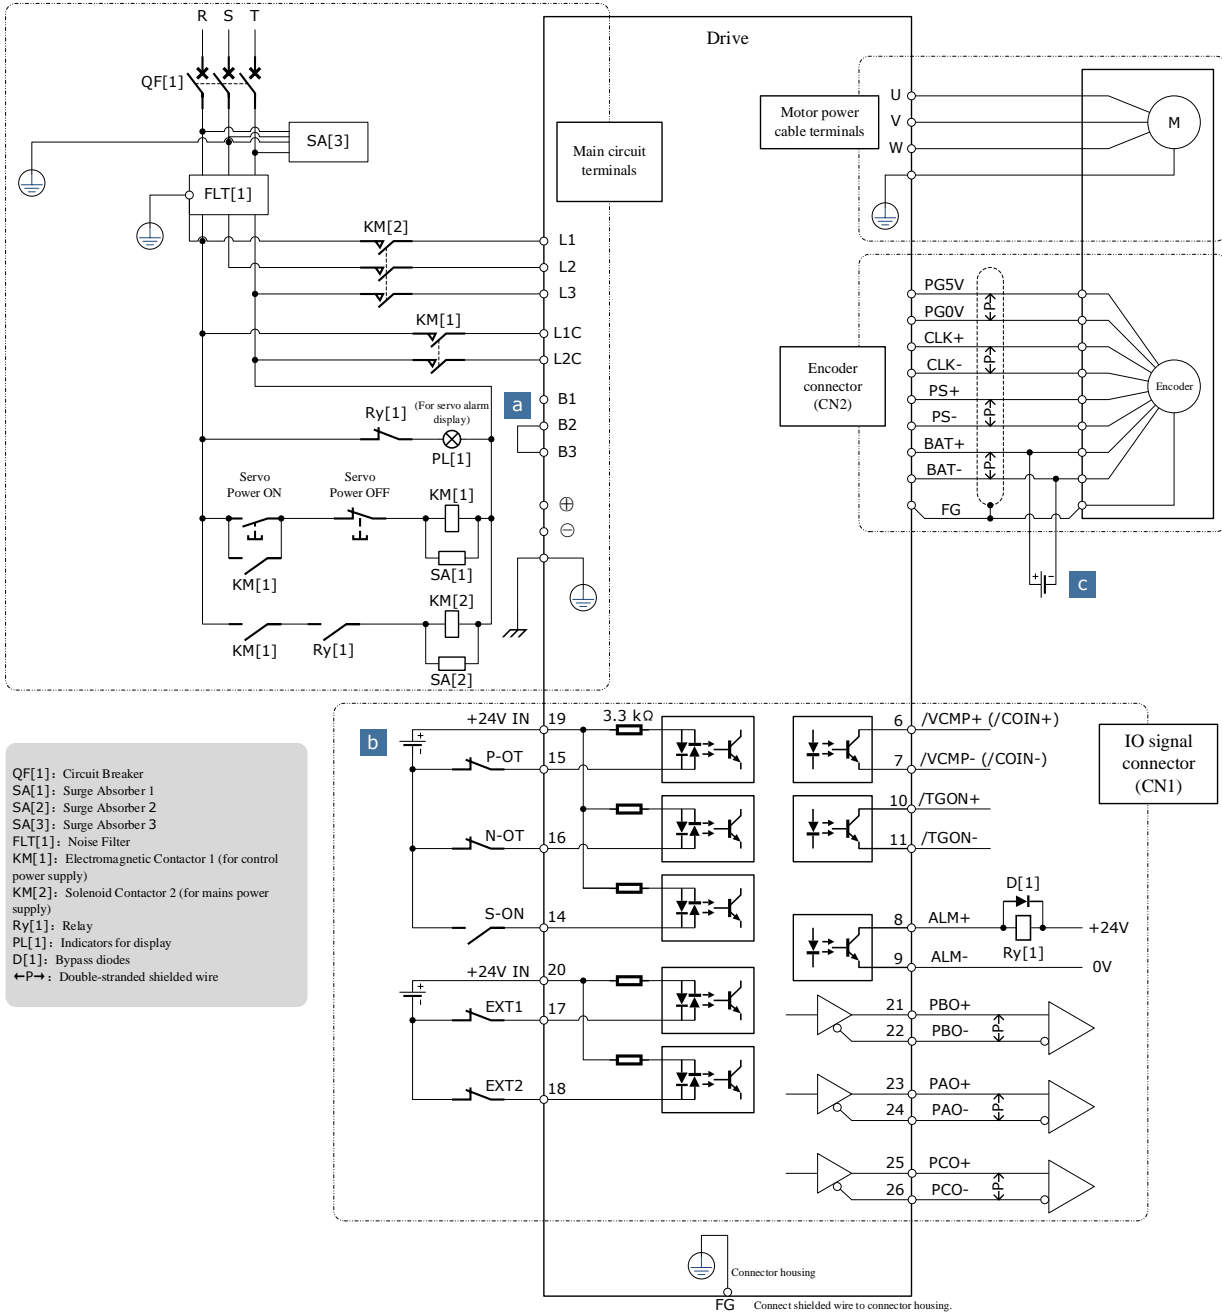 R S T
Drive
QF[1]
SA[3]
FLT[1]
Main circuit
terminals
KM[2]
L1
L2
L3
KM[1]
L1C
L2C
a
B1
B2
B3
Ry[1]
(For servo alarm
display)
PL[1]
Servo
Power ON
Servo
Power OFF
KM[1]
KM[1]
SA[1]
KM[2]
KM[1]
Ry[1]
SA[2]
⊕
⊖
Motor power
cable terminals
U
V
W
M
Encoder
connector
(CN2)
PG5V
PG0V
CLK+
CLK-
PS+
PS-
BAT+
BAT-
FG
←P→
←P→
←P→
←P→
Encoder
+ -
c
QF[1]: Circuit Breaker
SA[1]: Surge Absorber 1
SA[2]: Surge Absorber 2
SA[3]: Surge Absorber 3
FLT[1]: Noise Filter
KM[1]: Electromagnetic Contactor 1 (for control
power supply)
KM[2]: Solenoid Contactor 2 (for mains power
supply)
Ry[1]: Relay
PL[1]: Indicators for display
D[1]: Bypass diodes
←P→: Double-stranded shielded wire
b
+24V IN 19 3.3 kΩ
+
-
P-OT 15
N-OT 16
S-ON 14
+24V IN 20
+
-
EXT1 17
EXT2 18
6 /VCMP+ (/COIN+)
7 /VCMP- (/COIN-)
10 /TGON+
11 /TGON-
IO signal
connector
(CN1)
D[1]
8 ALM+
+24V
Ry[1]
9 ALM-
0V
21 PBO+
22 PBO-
←P→
23 PAO+
24 PAO-
←P→
25 PCO+
26 PCO-
←P→
Connector housing
FG Connect shielded wire to connector housing.